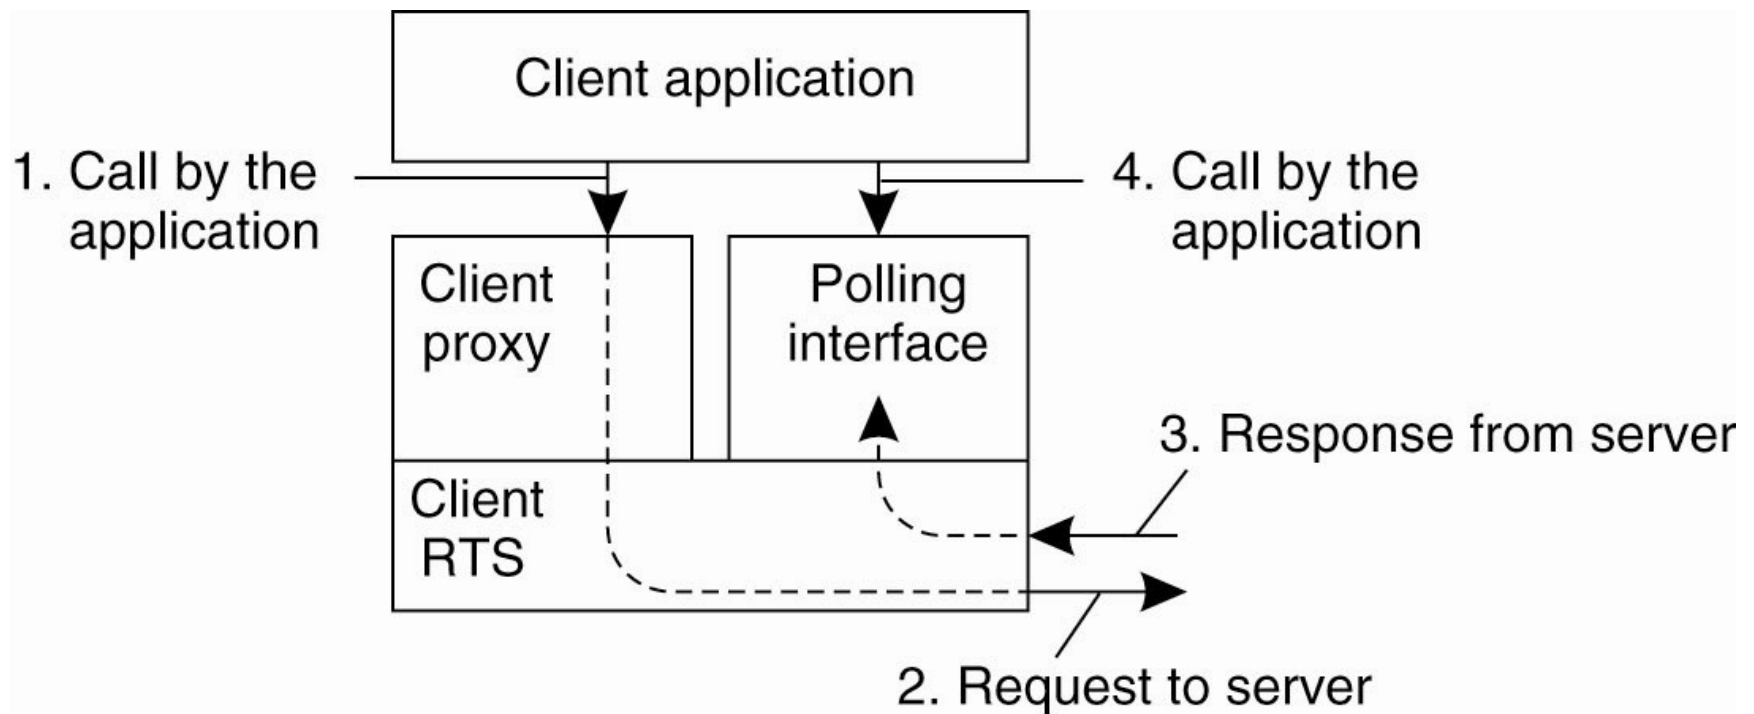 Client application
1. Call by the
application
4. Call by the
application
Client
proxy
Polling
interface
3. Response from server
Client
RTS
2. Request to server